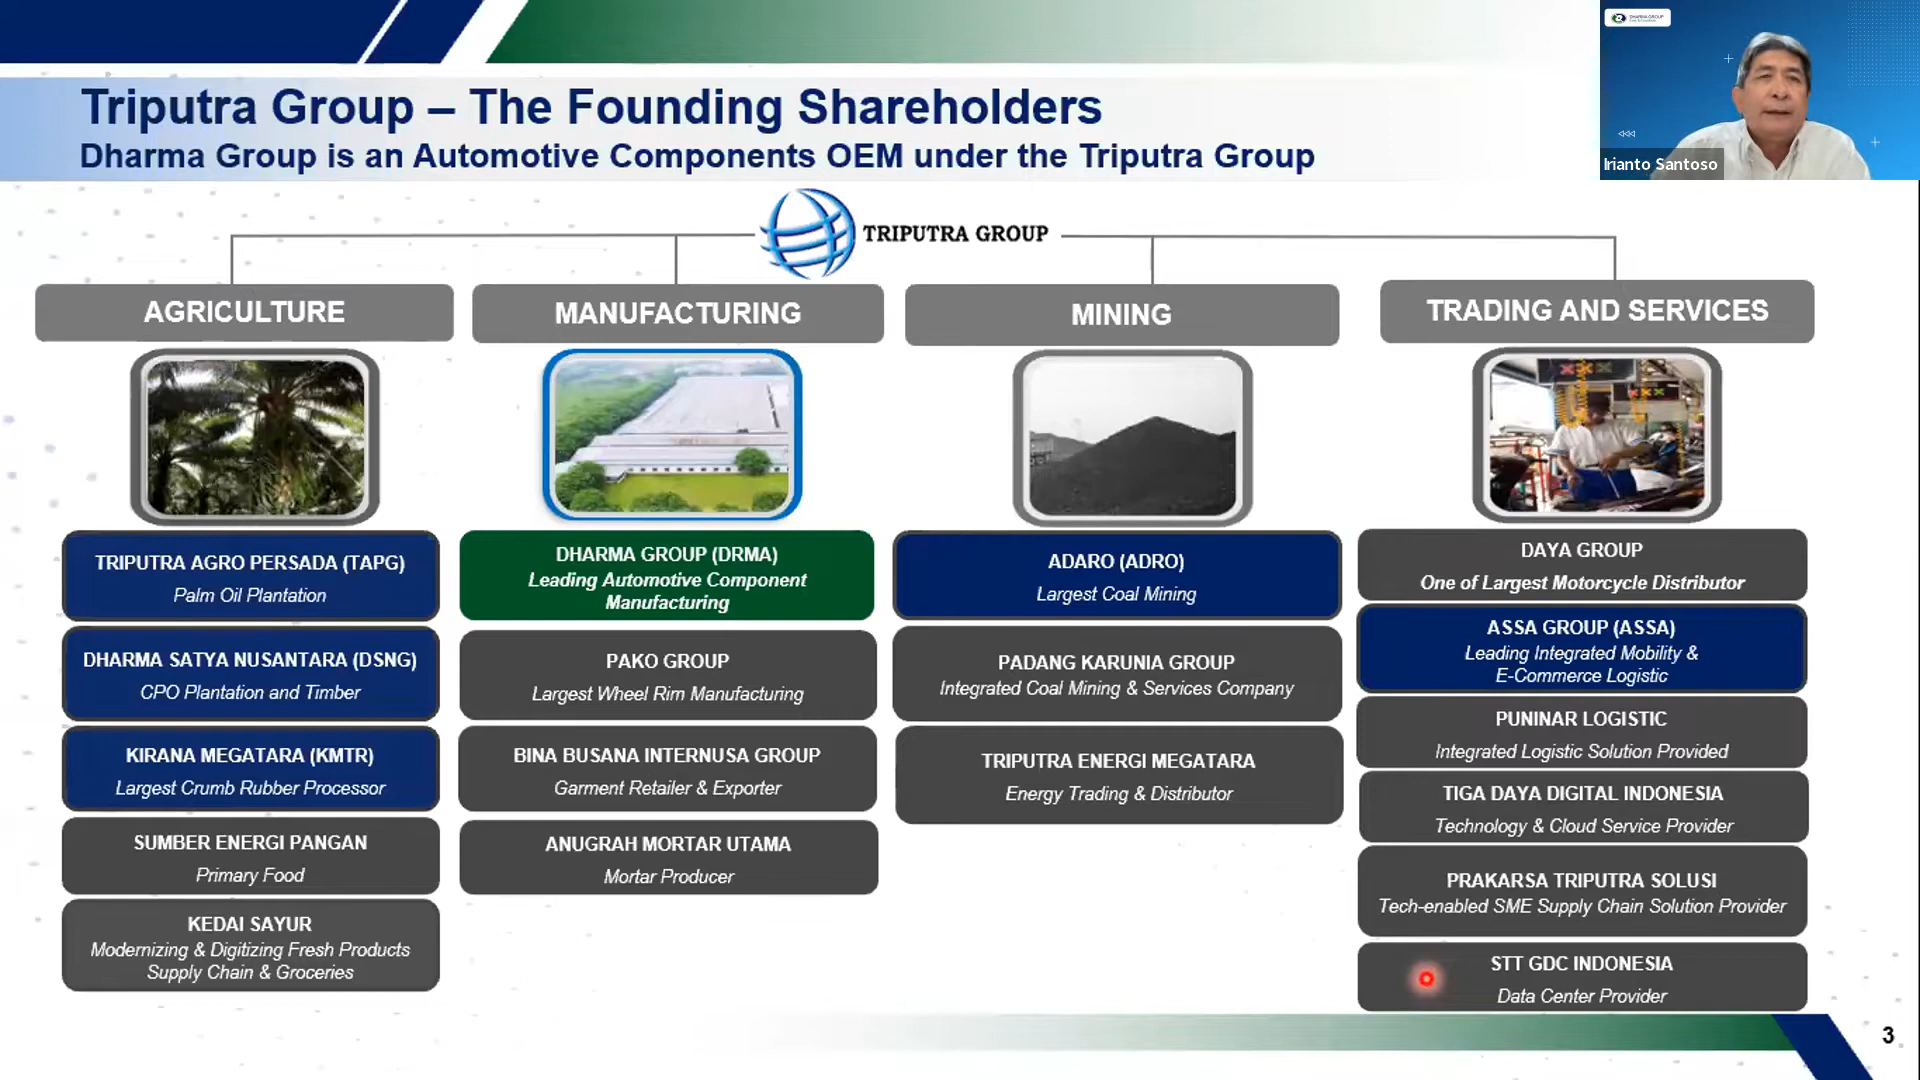 Triputra Group – The Founding Shareholders
Dharma Group is an Automotive Components OEM under the Triputra Group
DHARMA GROUP
Irianto Santoso
TRIPUTRA GROUP
AGRICULTURE
TRIPUTRA AGRO PERSADA (TAPG)
Palm Oil Plantation
DHARMA SATYA NUSANTARA (DSNG)
CPO Plantation and Timber
KIRANA MEGATARA (KMTR)
Largest Crumb Rubber Processor
SUMBER ENERGI PANGAN
Primary Food
KEDAI SAYUR
Modernizing & Digitizing Fresh Products
Supply Chain & Groceries
MANUFACTURING
DHARMA GROUP (DRMA)
Leading Automotive Component
Manufacturing
PAKO GROUP
Largest Wheel Rim Manufacturing
BINA BUSANA INTERNUSA GROUP
Garment Retailer & Exporter
ANUGRAH MORTAR UTAMA
Mortar Producer
MINING
ADARO (ADRO)
Largest Coal Mining
PADANG KARUNIA GROUP
Integrated Coal Mining & Services Company
TRIPUTRA ENERGI MEGATARA
Energy Trading & Distributor
TRADING AND SERVICES
DAYA GROUP
One of Largest Motorcycle Distributor
ASSA GROUP (ASSA)
Leading Integrated Mobility &
E-Commerce Logistic
PUNINAR LOGISTIC
Integrated Logistic Solution Provided
TIGA DAYA DIGITAL INDONESIA
Technology & Cloud Service Provider
PRAKARSA TRIPUTRA SOLUSI
Tech-enabled SME Supply Chain Solution Provider
STT GDC INDONESIA
Data Center Provider
3